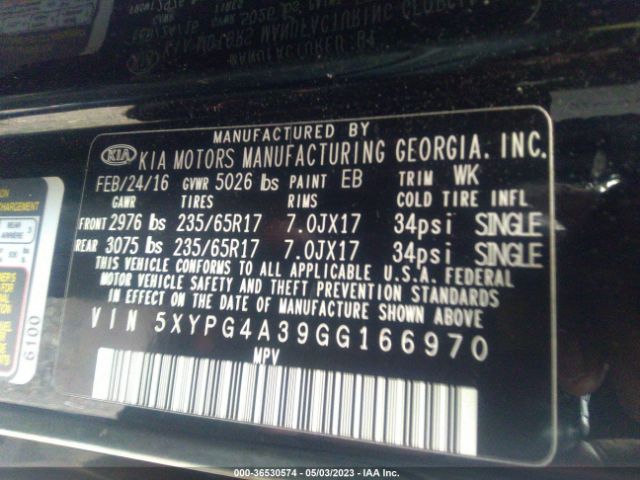 MANUFACTURED BY
KIA KIA MOTORS MANUFACTURING GEORGIA. INC.
FEB/24/16 GVWR 5026 lbs PAINT EB TRIM WK
GAWR TIRES RIMS COLD TIRE INFL
FRONT 2976 lbs 235/65R17 7.0JX17 34psi SINGLE
REAR 3075 lbs 235/65R17 7.0JX17 34psi SINGLE
THIS VEHICLE CONFORMS TO ALL APPLICABLE U.S.A. FEDERAL
MOTOR VEHICLE SAFETY AND THEFT PREVENTION STANDARDS
IN EFFECT ON THE DATE OF MANUFACTURE SHOWN ABOVE
VIN 5XYPG4A39GG166970
MPV
REAR
6100
000-36530574 — 05/03/2023 — IAA Inc.